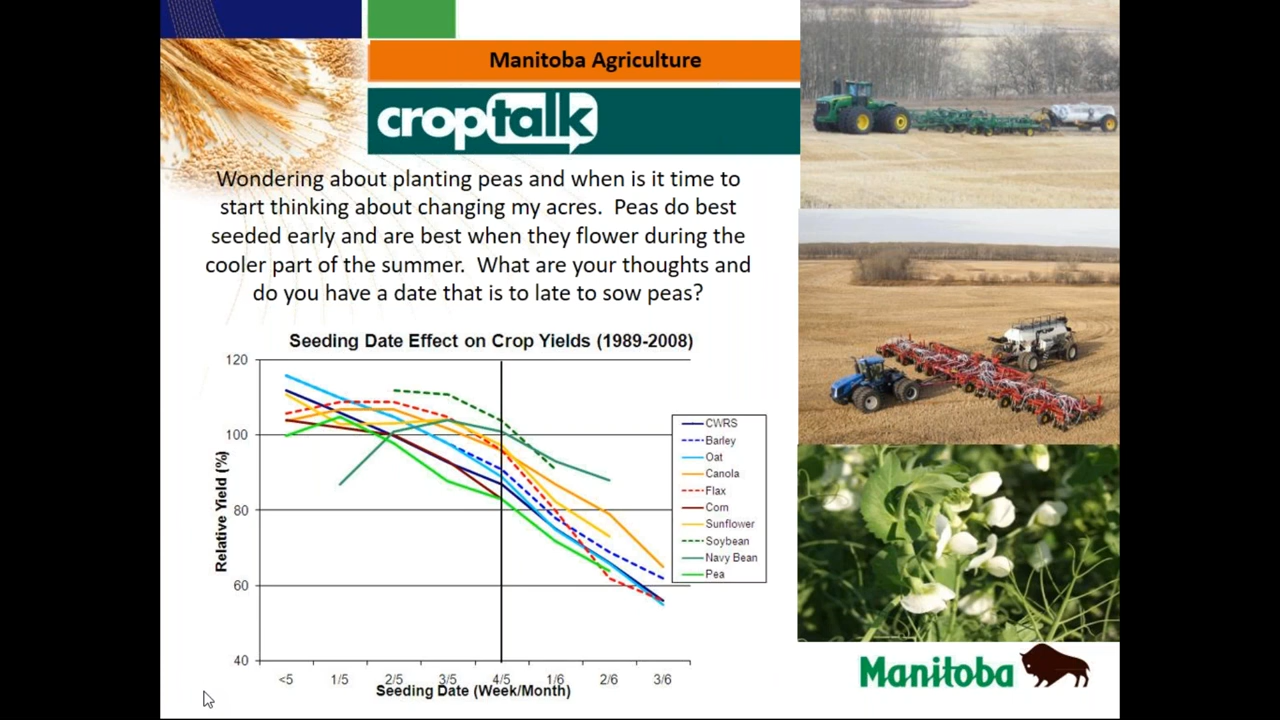 Manitoba Agriculture
croptalk
Wondering about planting peas and when is it time to
start thinking about changing my acres.  Peas do best
seeded early and are best when they flower during the
cooler part of the summer.  What are your thoughts and
do you have a date that is to late to sow peas?
Seeding Date Effect on Crop Yields (1989-2008)
120
100
80
60
40
Relative Yield (%)
<5 1/5 2/5 3/5 4/5 1/6 2/6 3/6
Seeding Date (Week/Month)
CWRS
Barley
Oat
Canola
Flax
Corn
Sunflower
Soybean
Navy Bean
Pea
Manitoba